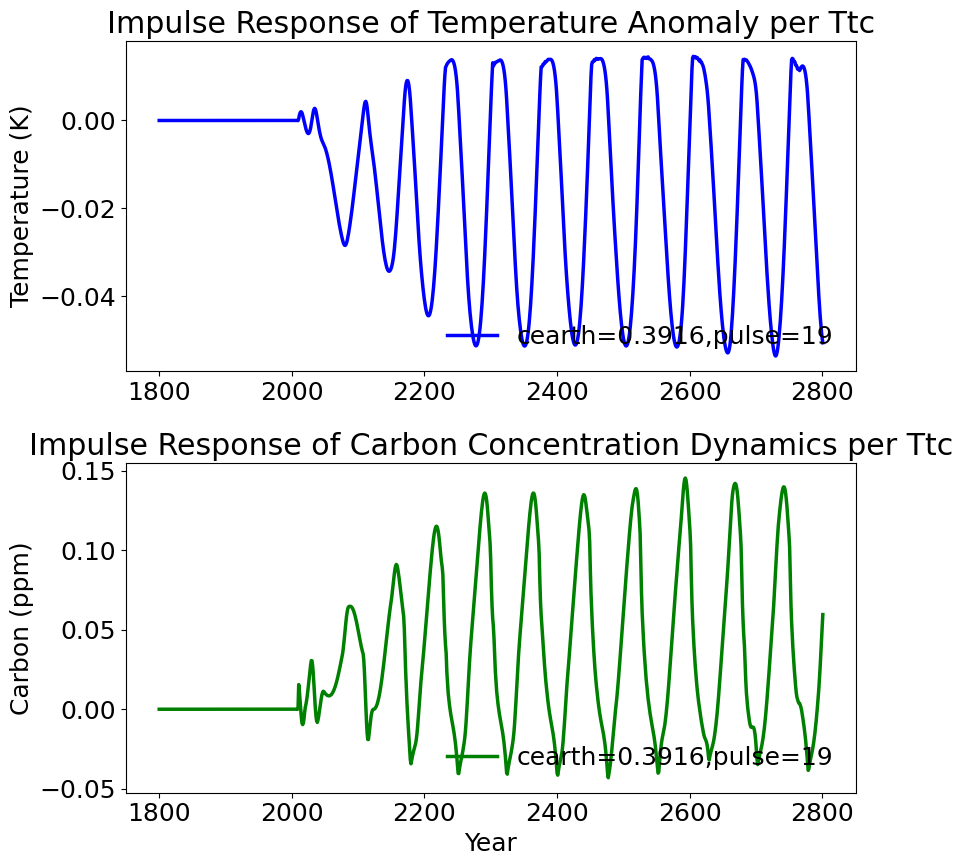 Impulse Response of Temperature Anomaly per Ttc
Temperature (K)
0.00
−0.02
−0.04
cearth=0.3916,pulse=19
1800 2000 2200 2400 2600 2800
Impulse Response of Carbon Concentration Dynamics per Ttc
Carbon (ppm)
0.15
0.10
0.05
0.00
−0.05
cearth=0.3916,pulse=19
1800 2000 2200 2400 2600 2800
Year